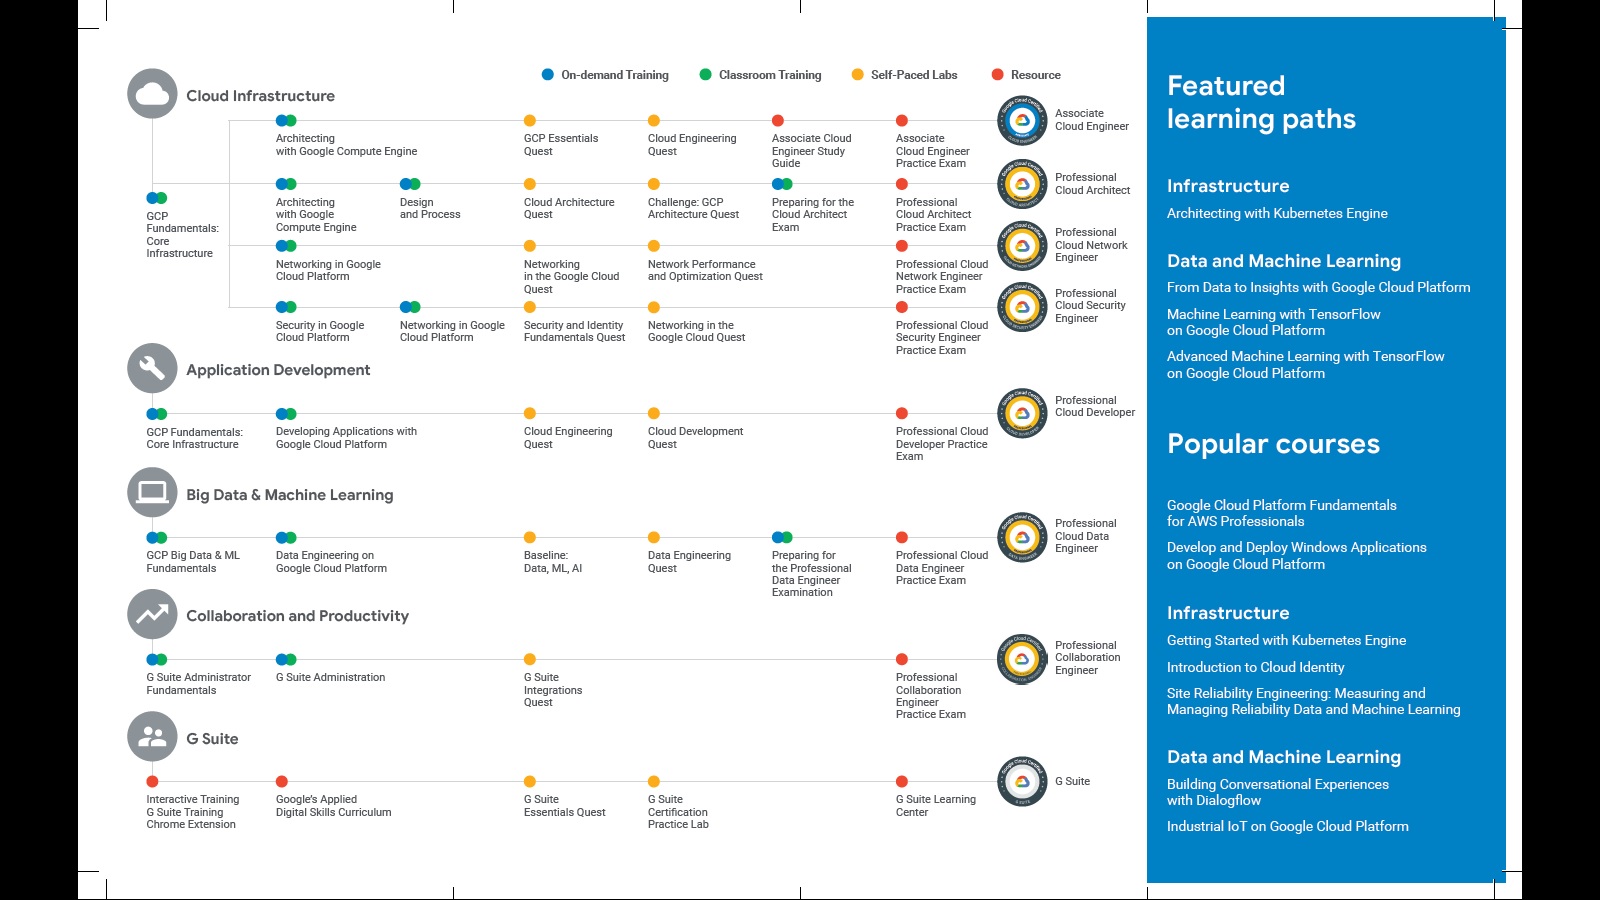 On-demand Training
Classroom Training
Self-Paced Labs
Resource
Cloud Infrastructure
GCP
Fundamentals:
Core
Infrastructure
Architecting
with Google Compute Engine
GCP Essentials
Quest
Cloud Engineering
Quest
Associate Cloud
Engineer Study
Guide
Associate
Cloud Engineer
Practice Exam
Associate
Cloud Engineer
Architecting
with Google
Compute Engine
Design
and Process
Cloud Architecture
Quest
Challenge: GCP
Architecture Quest
Preparing for the
Cloud Architect
Exam
Professional
Cloud Architect
Practice Exam
Professional
Cloud Architect
Networking in Google
Cloud Platform
Networking
in the Google Cloud
Quest
Network Performance
and Optimization Quest
Professional Cloud
Network Engineer
Practice Exam
Professional
Cloud Network
Engineer
Security in Google
Cloud Platform
Networking in Google
Cloud Platform
Security and Identity
Fundamentals Quest
Networking in the
Google Cloud Quest
Professional Cloud
Security Engineer
Practice Exam
Professional
Cloud Security
Engineer
Application Development
GCP Fundamentals:
Core Infrastructure
Developing Applications with
Google Cloud Platform
Cloud Engineering
Quest
Cloud Development
Quest
Professional Cloud
Developer Practice
Exam
Professional
Cloud Developer
Big Data & Machine Learning
GCP Big Data & ML
Fundamentals
Data Engineering on
Google Cloud Platform
Baseline:
Data, ML, AI
Data Engineering
Quest
Preparing for
the Professional
Data Engineer
Examination
Professional Cloud
Data Engineer
Practice Exam
Professional
Cloud Data
Engineer
Collaboration and Productivity
G Suite Administrator
Fundamentals
G Suite Administration
G Suite
Integrations
Quest
Professional
Collaboration
Engineer
Practice Exam
Professional
Collaboration
Engineer
G Suite
Interactive Training
G Suite Training
Chrome Extension
Google's Applied
Digital Skills Curriculum
G Suite
Essentials Quest
G Suite
Certification
Practice Lab
G Suite Learning
Center
G Suite
Featured
learning paths
Infrastructure
Architecting with Kubernetes Engine
Data and Machine Learning
From Data to Insights with Google Cloud Platform
Machine Learning with TensorFlow
on Google Cloud Platform
Advanced Machine Learning with TensorFlow
on Google Cloud Platform
Popular courses
Google Cloud Platform Fundamentals
for AWS Professionals
Develop and Deploy Windows Applications
on Google Cloud Platform
Infrastructure
Getting Started with Kubernetes Engine
Introduction to Cloud Identity
Site Reliability Engineering: Measuring and
Managing Reliability Data and Machine Learning
Data and Machine Learning
Building Conversational Experiences
with Dialogflow
Industrial IoT on Google Cloud Platform